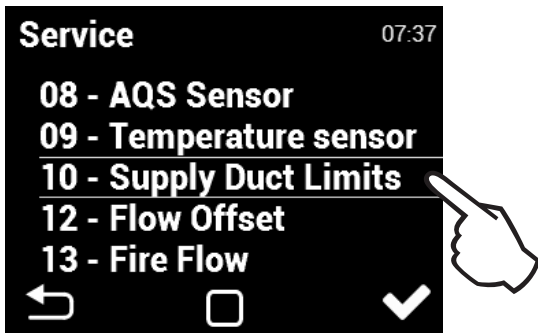 Service 07:37
08 - AQS Sensor
09 - Temperature sensor
10 - Supply Duct Limits
12 - Flow Offset
13 - Fire Flow